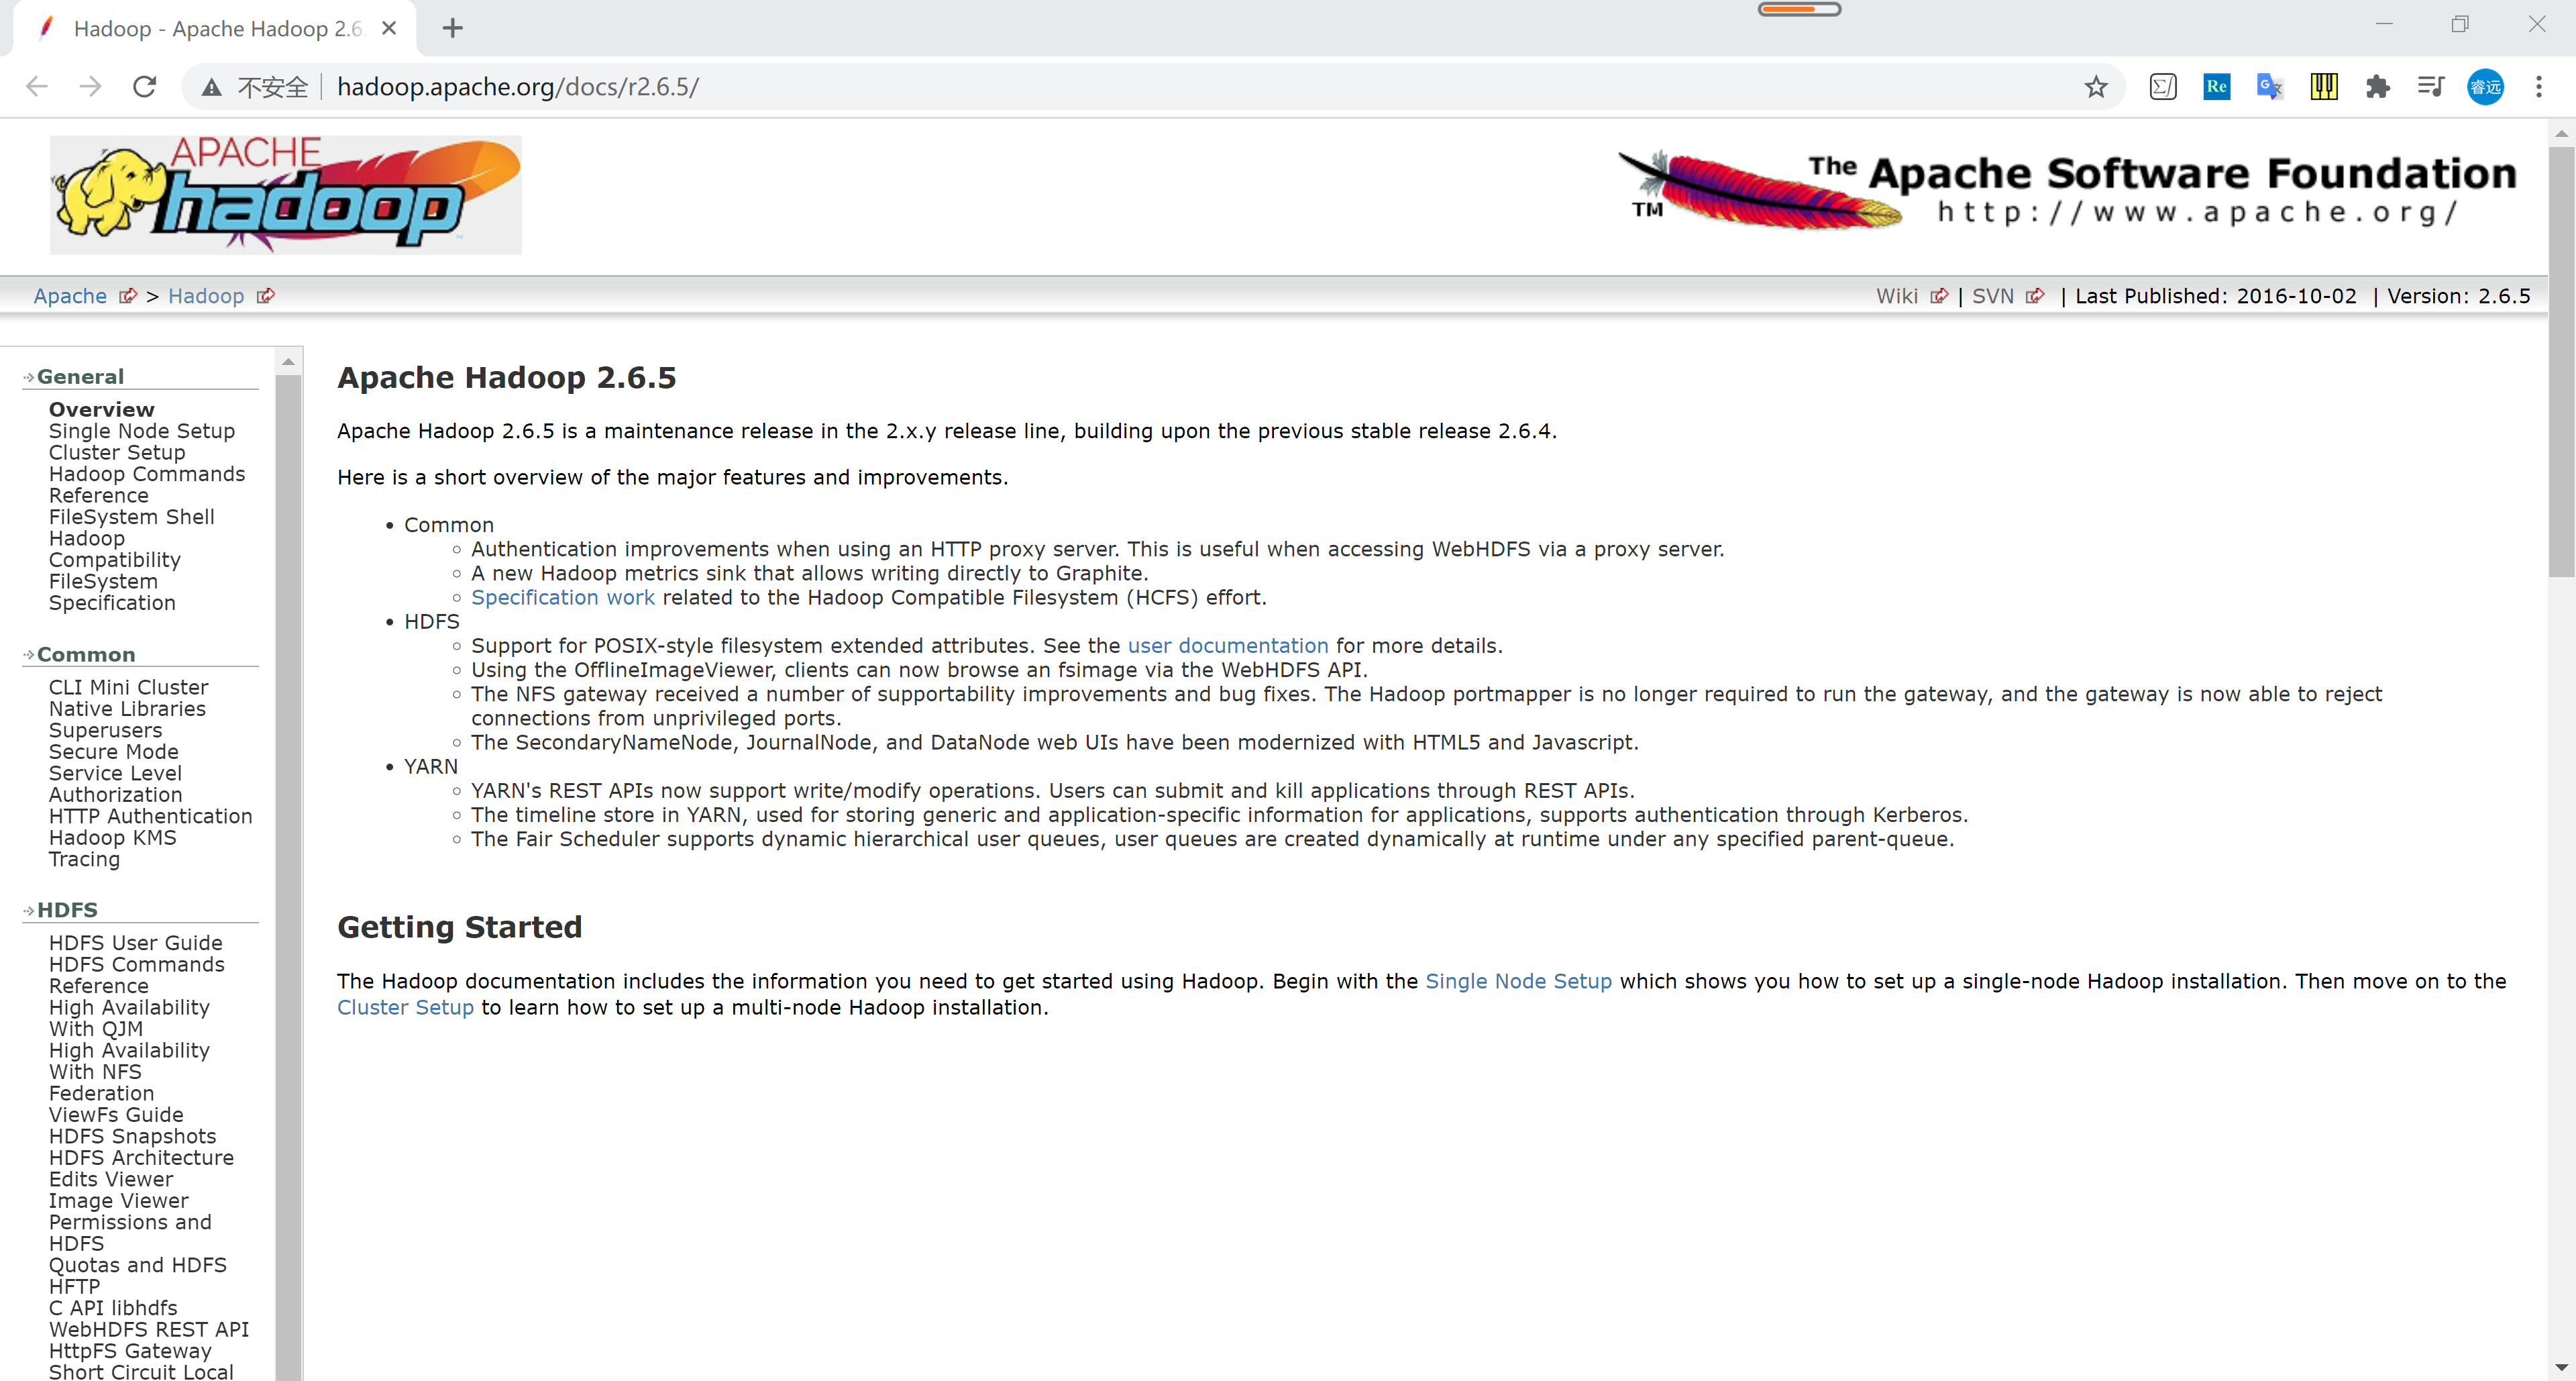 Hadoop - Apache Hadoop 2.6.
不安全 hadoop.apache.org/docs/r2.6.5/
Re
睿远
APACHE
hadoop
The Apache Software Foundation
TM
http://www.apache.org/
Apache > Hadoop
Wiki | SVN | Last Published: 2016-10-02 | Version: 2.6.5
General
Overview
Single Node Setup
Cluster Setup
Hadoop Commands
Reference
FileSystem Shell
Hadoop
Compatibility
FileSystem
Specification
Common
CLI Mini Cluster
Native Libraries
Superusers
Secure Mode
Service Level
Authorization
HTTP Authentication
Hadoop KMS
Tracing
HDFS
HDFS User Guide
HDFS Commands
Reference
High Availability
With QJM
High Availability
With NFS
Federation
ViewFs Guide
HDFS Snapshots
HDFS Architecture
Edits Viewer
Image Viewer
Permissions and
HDFS
Quotas and HDFS
HFTP
C API libhdfs
WebHDFS REST API
HttpFS Gateway
Short Circuit Local
Apache Hadoop 2.6.5
Apache Hadoop 2.6.5 is a maintenance release in the 2.x.y release line, building upon the previous stable release 2.6.4.
Here is a short overview of the major features and improvements.
• Common
○ Authentication improvements when using an HTTP proxy server. This is useful when accessing WebHDFS via a proxy server.
○ A new Hadoop metrics sink that allows writing directly to Graphite.
○ Specification work related to the Hadoop Compatible Filesystem (HCFS) effort.
• HDFS
○ Support for POSIX-style filesystem extended attributes. See the user documentation for more details.
○ Using the OfflineImageViewer, clients can now browse an fsimage via the WebHDFS API.
○ The NFS gateway received a number of supportability improvements and bug fixes. The Hadoop portmapper is no longer required to run the gateway, and the gateway is now able to reject
connections from unprivileged ports.
○ The SecondaryNameNode, JournalNode, and DataNode web UIs have been modernized with HTML5 and Javascript.
• YARN
○ YARN's REST APIs now support write/modify operations. Users can submit and kill applications through REST APIs.
○ The timeline store in YARN, used for storing generic and application-specific information for applications, supports authentication through Kerberos.
○ The Fair Scheduler supports dynamic hierarchical user queues, user queues are created dynamically at runtime under any specified parent-queue.
Getting Started
The Hadoop documentation includes the information you need to get started using Hadoop. Begin with the Single Node Setup which shows you how to set up a single-node Hadoop installation. Then move on to the
Cluster Setup to learn how to set up a multi-node Hadoop installation.